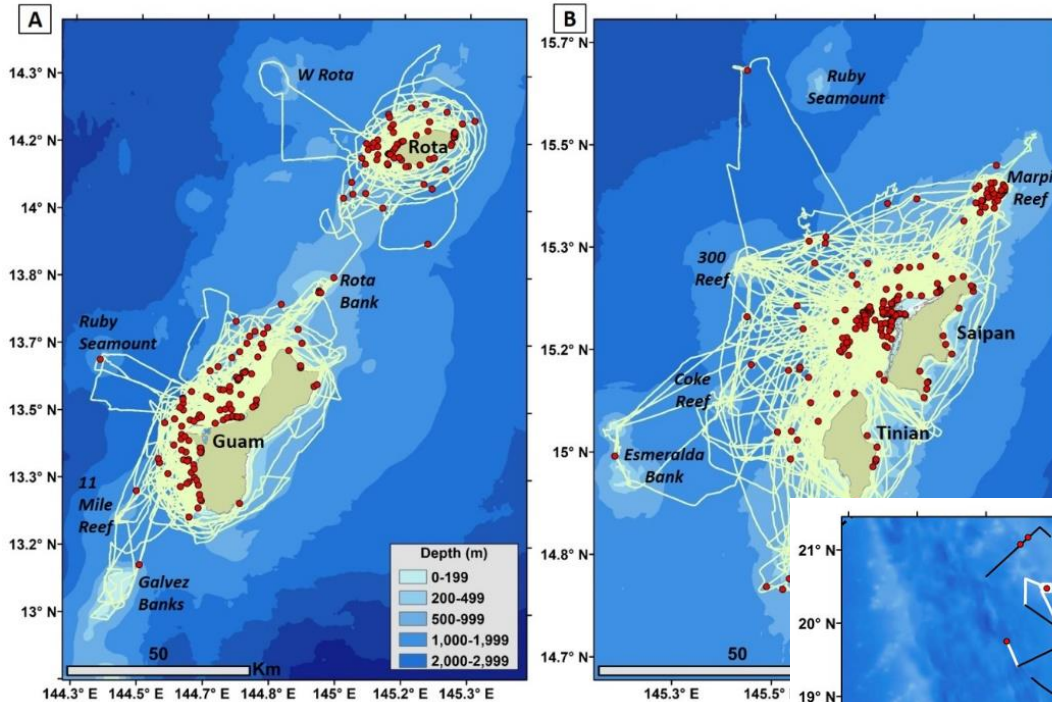 A
14.3° N
14.2° N
14° N
13.8° N
13.7° N
13.5° N
13.3° N
13.2° N
13° N
W Rota
Rota
Rota
Bank
Ruby
Seamount
Guam
11
Mile
Reef
Galvez
Banks
Depth (m)
0-199
200-499
500-999
1,000-1,999
2,000-2,999
50
Km
144.3° E
144.5° E
144.7° E
144.8° E
145.2° E
145.3° E
B
15.7° N
15.5° N
15.3° N
15.2° N
15° N
14.8° N
14.7° N
Ruby
Seamount
Marpi
Reef
300
Reef
Saipan
Coke
Reef
Tinian
Esmeralda
Bank
50
145.3° E
145.5° E
21° N
20° N
19° N